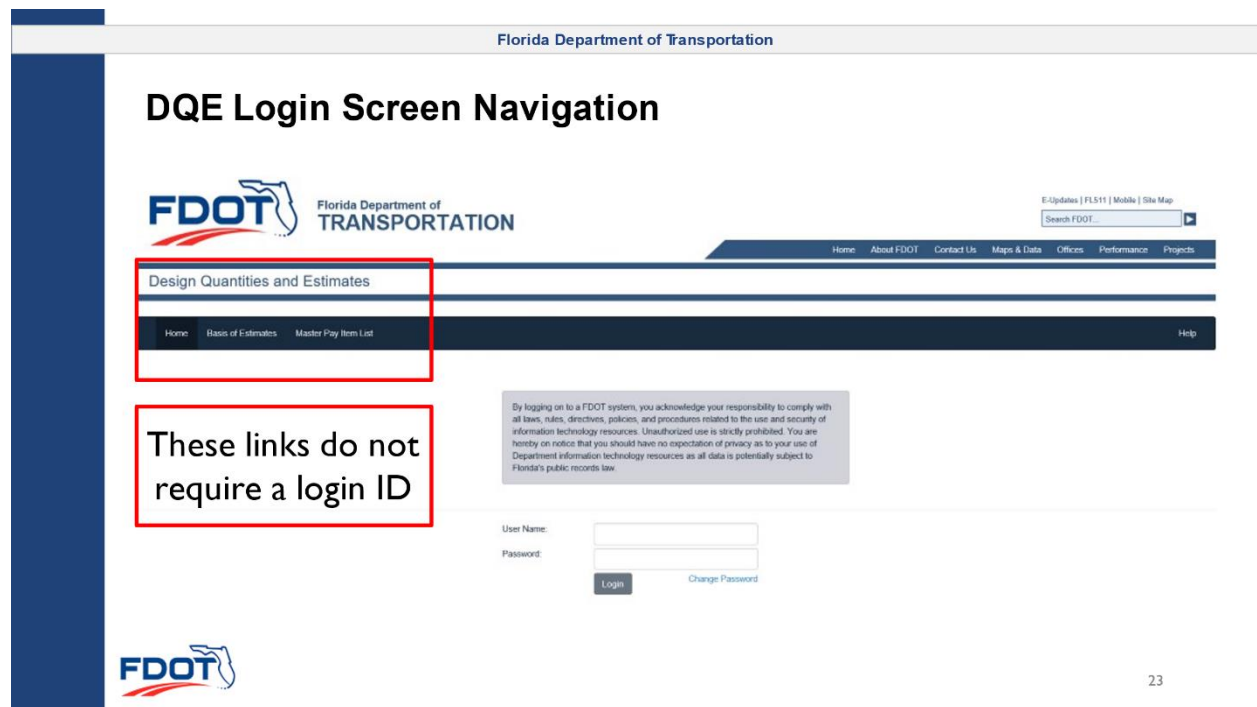 Florida Department of Transportation
DQE Login Screen Navigation
FDOT
Florida Department of
TRANSPORTATION
E-Updates | FL511 | Mobile | Site Map
Search FDOT...
Home About FDOT Contact Us Maps & Data Offices Performance Projects
Design Quantities and Estimates
Home Basis of Estimates Master Pay Item List Help
By logging on to a FDOT system, you acknowledge your responsibility to comply with
all laws, rules, directives, policies, and procedures related to the use and security of
information technology resources. Unauthorized use is strictly prohibited. You are
hereby on notice that you should have no expectation of privacy as to your use of
Department information technology resources as all data is potentially subject to
Florida's public records law.
These links do not
require a login ID
User Name:
Password:
Login Change Password
FDOT
23